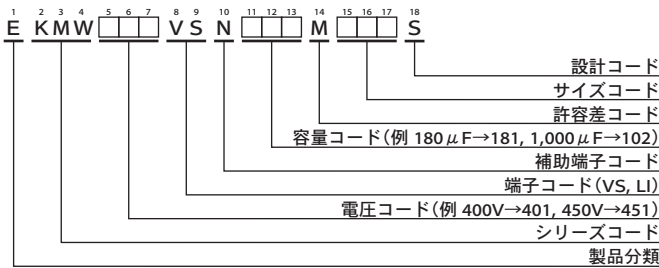 1 2 3 4 5 6 7 8 9 10 11 12 13 14 15 16 17 18
E KMW □□□ VS N □□□ M □□□ S
設計コード
サイズコード
許容差コード
容量コード(例 180μF→181, 1,000μF→102)
補助端子コード
端子コード(VS, LI)
電圧コード(例 400V→401, 450V→451)
シリーズコード
製品分類